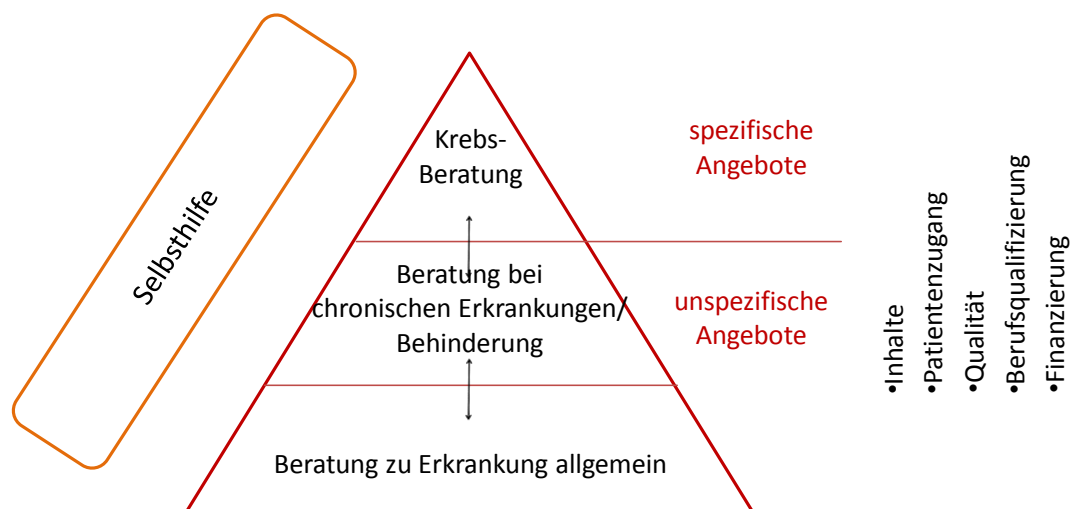 Selbsthilfe
Krebs-
Beratung
spezifische
Angebote
Beratung bei
chronischen Erkrankungen/
Behinderung
unspezifische
Angebote
Beratung zu Erkrankung allgemein
•Inhalte
•Patientenzugang
•Qualität
•Berufsqualifizierung
•Finanzierung